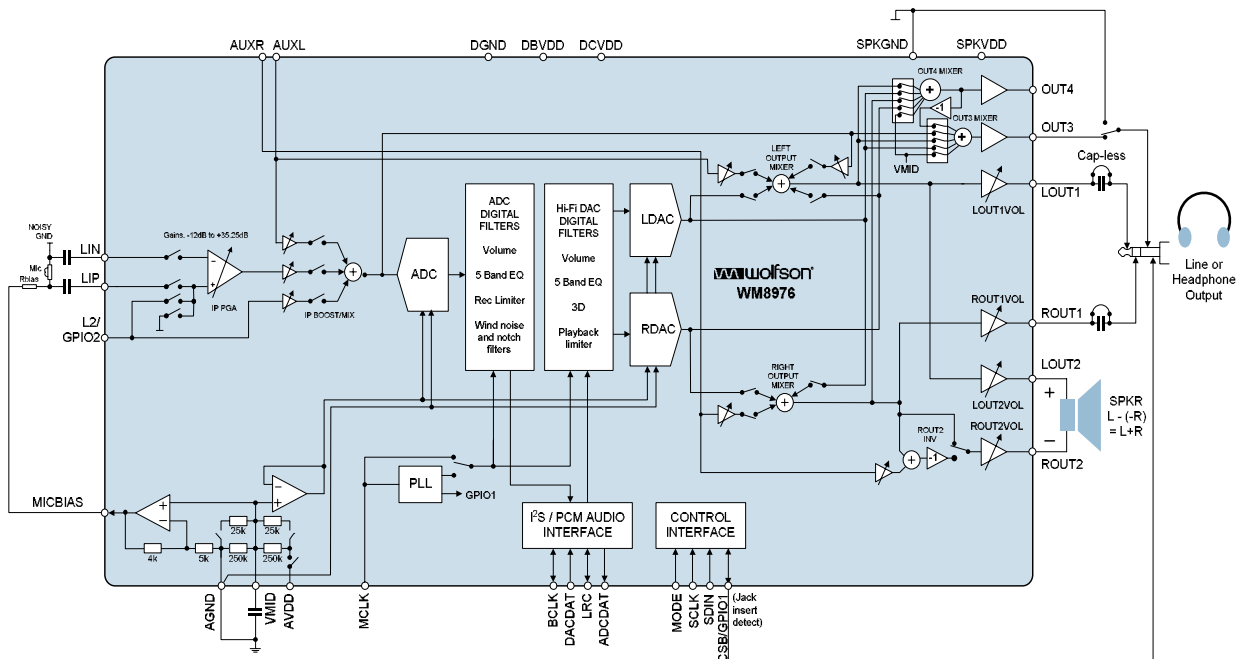 AUXR
AUXL
DGND
DBVDD
DCVDD
SPKGND
SPKVDD
OUT4 MIXER
OUT4
-1
OUT3 MIXER
OUT3
VMID
LEFT
OUTPUT
MIXER
Cap-less
LOUT1
LOUT1VOL
ADC
DIGITAL
FILTERS
Volume
5 Band EQ
Rec Limiter
Wind noise
and notch
filters
Hi-Fi DAC
DIGITAL
FILTERS
Volume
5 Band EQ
3D
Playback
limiter
LDAC
RDAC
wolfson®
WM8976
Line or
Headphone
Output
NOISY
GND
LIN
Mic
Rbias
LIP
L2/
GPIO2
Gains. -12dB to +35.25dB
-
+
IP PGA
IP BOOST/MIX
+
ADC
ROUT1VOL
ROUT1
RIGHT
OUTPUT
MIXER
+
LOUT2
LOUT2VOL
SPKR
L - (-R)
= L+R
+
-
ROUT2
INV
-1
ROUT2VOL
ROUT2
MICBIAS
+
-
-
+
25k
25k
4k
5k
250k
250k
PLL
GPIO1
I²S / PCM AUDIO
INTERFACE
CONTROL
INTERFACE
AGND
VMID
AVDD
MCLK
BCLK
DACDAT
LRC
ADCDAT
MODE
SCLK
SDIN
CSB/GPIO1
(Jack
insert
detect)